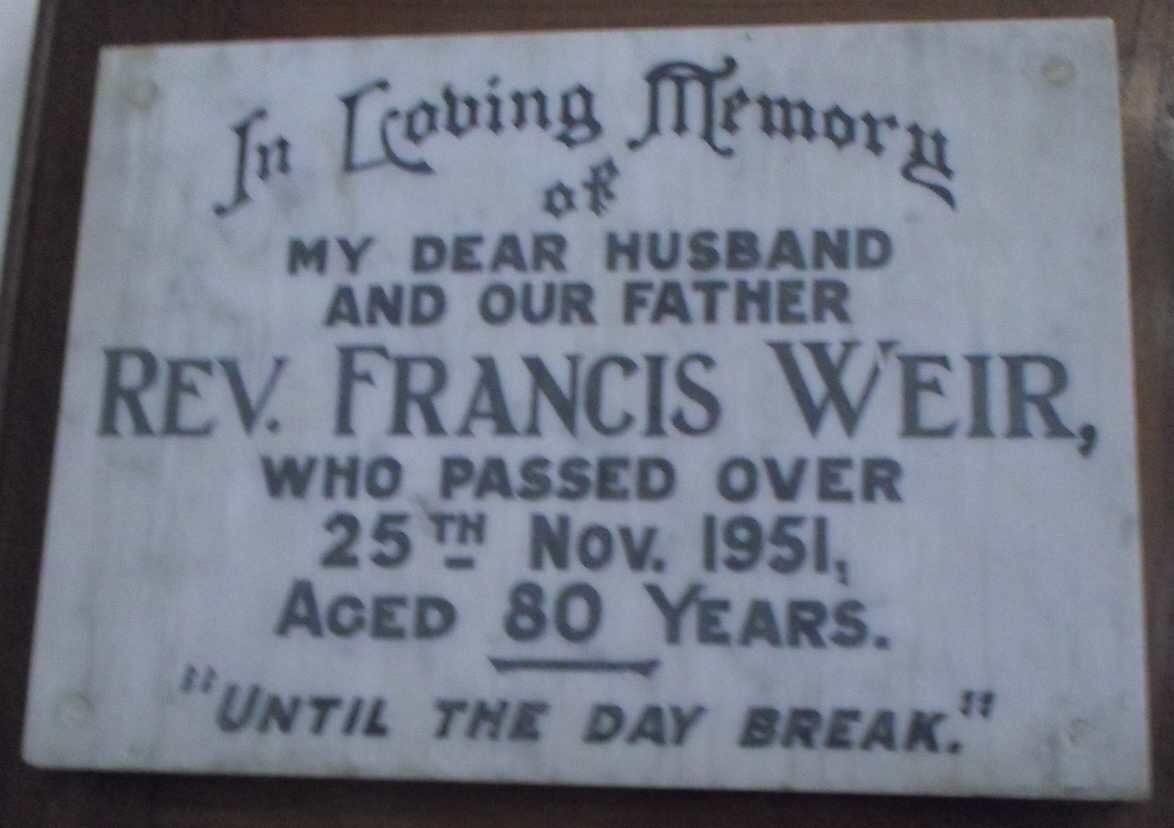 In Loving Memory
of
MY DEAR HUSBAND
AND OUR FATHER
REV. FRANCIS WEIR,
WHO PASSED OVER
25TH NOV. 1951,
AGED 80 YEARS.
"UNTIL THE DAY BREAK."